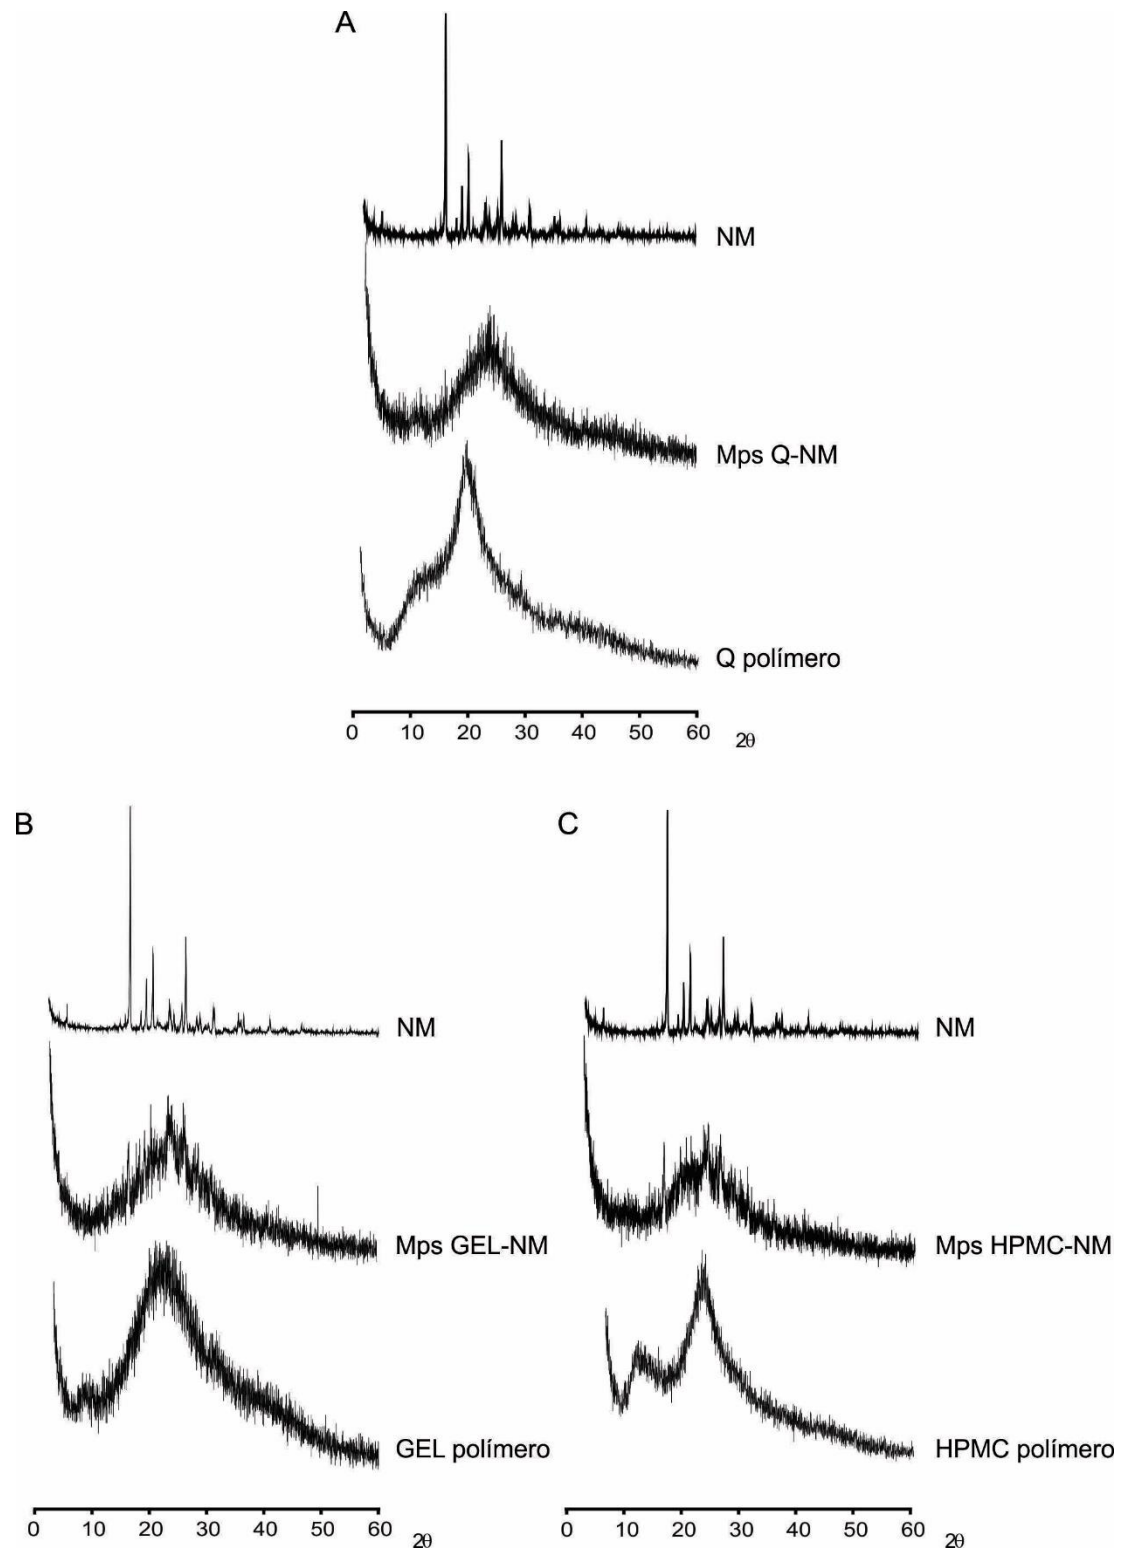 A
NM
Mps Q-NM
Q polímero
0 10 20 30 40 50 60 2θ
B
NM
Mps GEL-NM
GEL polímero
0 10 20 30 40 50 60 2θ
C
NM
Mps HPMC-NM
HPMC polímero
0 10 20 30 40 50 60 2θ